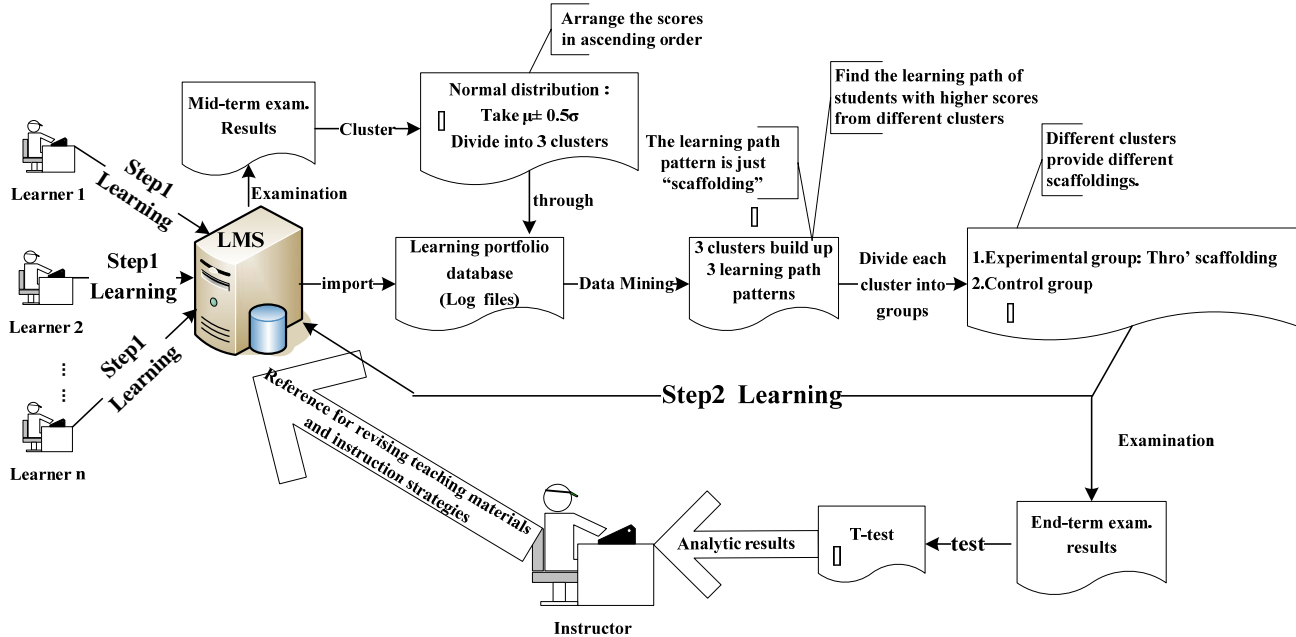 Arrange the scores
in ascending order
Mid-term exam.
Results
Cluster
Normal distribution :
Take μ± 0.5σ
Divide into 3 clusters
Find the learning path of
students with higher scores
from different clusters
The learning path
pattern is just
“scaffolding”
Different clusters
provide different
scaffoldings.
Learner 1
Step1
Learning
Examination
through
LMS
Learner 2
Step1
Learning
import
Learning portfolio
database
(Log files)
Data Mining
3 clusters build up
3 learning path
patterns
Divide each
cluster into
groups
1.Experimental group: Thro’ scaffolding
2.Control group
Learner n
Step1
Learning
Step2 Learning
Reference for revising teaching materials
and instruction strategies
Examination
End-term exam.
results
test
T-test
Analytic results
Instructor